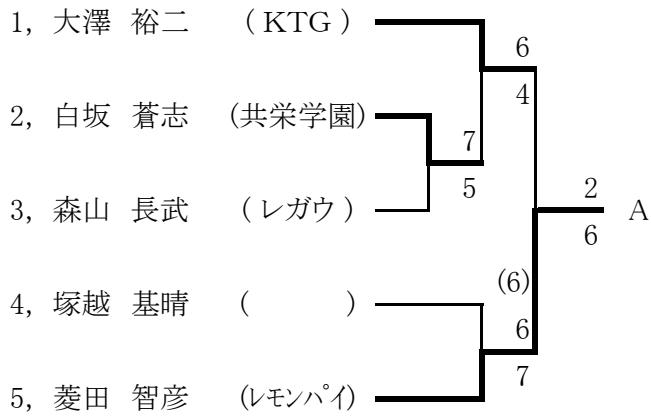 1, 大澤 裕二 (KTG)
6
4
2, 白坂 蒼志 (共栄学園)
7
5
3, 森山 長武 (レガウ)
2
6
A
4, 塚越 基晴 ( )
(6)
6
7
5, 菱田 智彦 (レモンパイ)